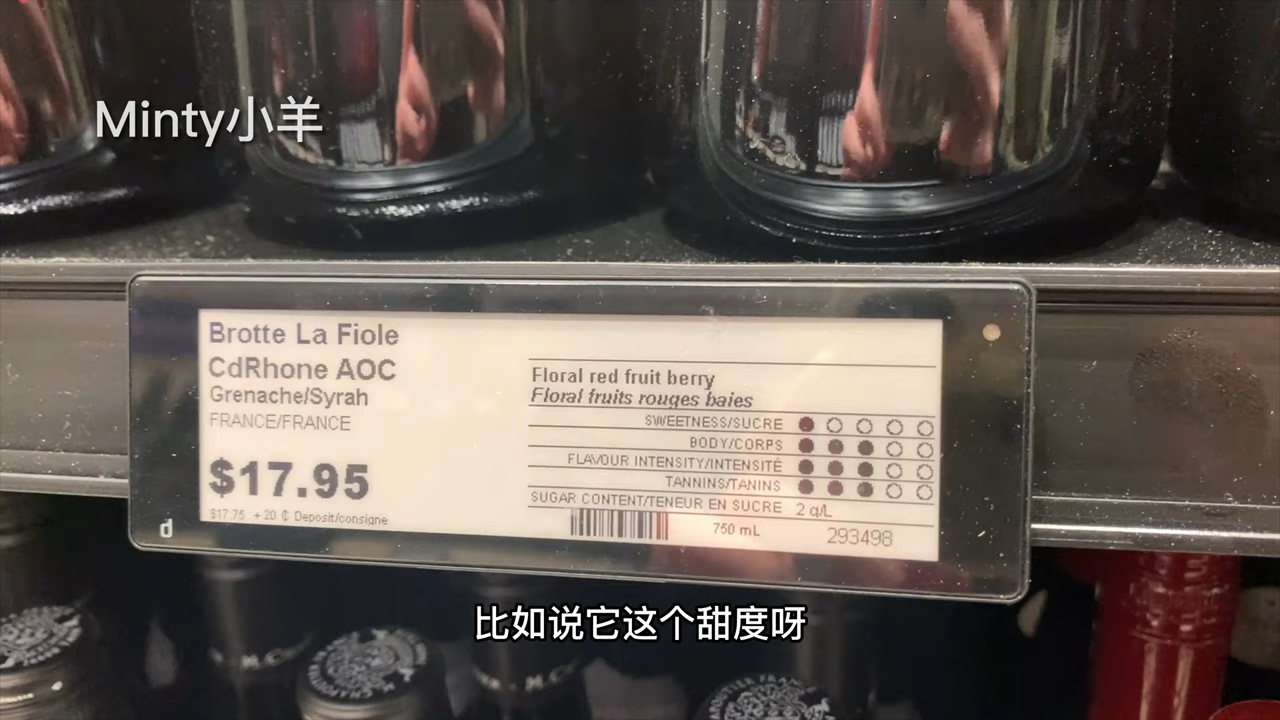 Minty小羊
Brotte La Fiole
CdRhone AOC
Grenache/Syrah
FRANCE/FRANCE
$17.95
$17.75 + 20 ¢ Deposit/consigne
d
Floral red fruit berry
Floral fruits rouges baies
SWEETNESS/SUCRE
BODY/CORPS
FLAVOUR INTENSITY/INTENSITÉ
TANNINS/TANINS
SUGAR CONTENT/TENEUR EN SUCRE 2 g/L
750 mL
293498
比如说它这个甜度呀